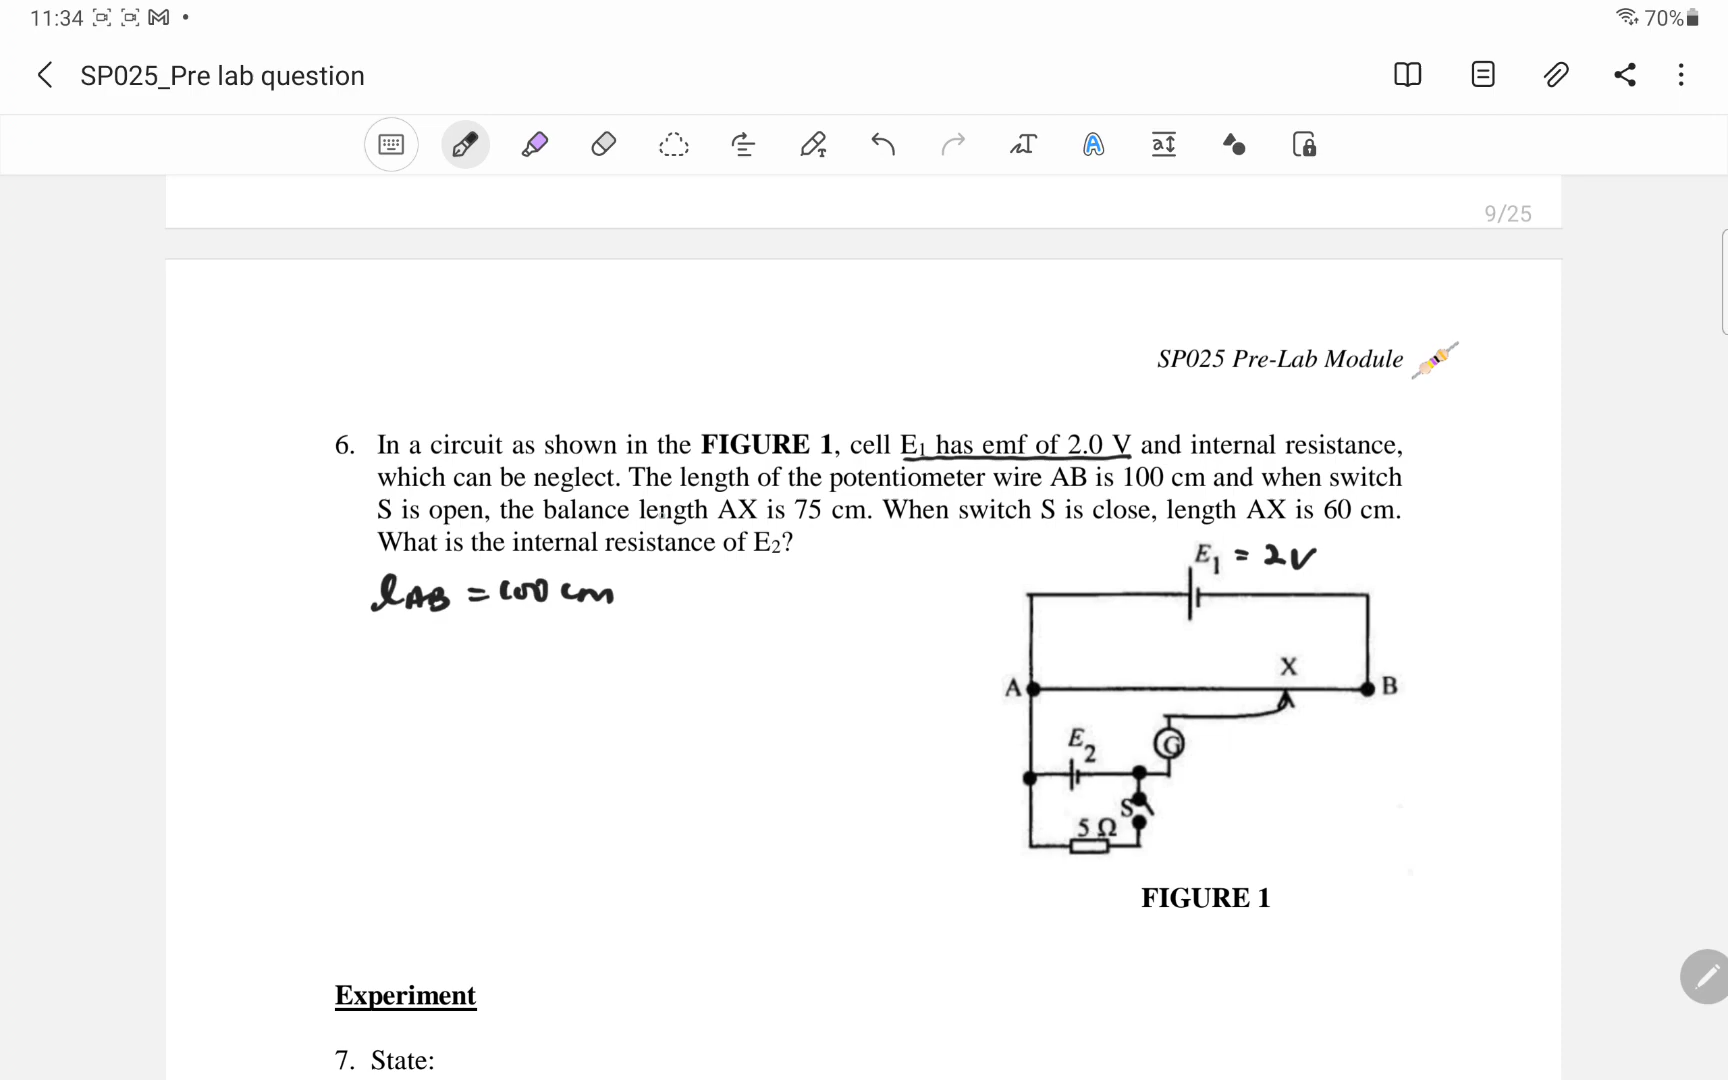 11:34
70%
SP025_Pre lab question
9/25
SP025 Pre-Lab Module
6. In a circuit as shown in the FIGURE 1, cell E1 has emf of 2.0 V and internal resistance,
which can be neglect. The length of the potentiometer wire AB is 100 cm and when switch
S is open, the balance length AX is 75 cm. When switch S is close, length AX is 60 cm.
What is the internal resistance of E2?
E1 = 2V
lAB = 100 cm
X
A
B
E2
G
S
5 Ω
FIGURE 1
Experiment
7. State: